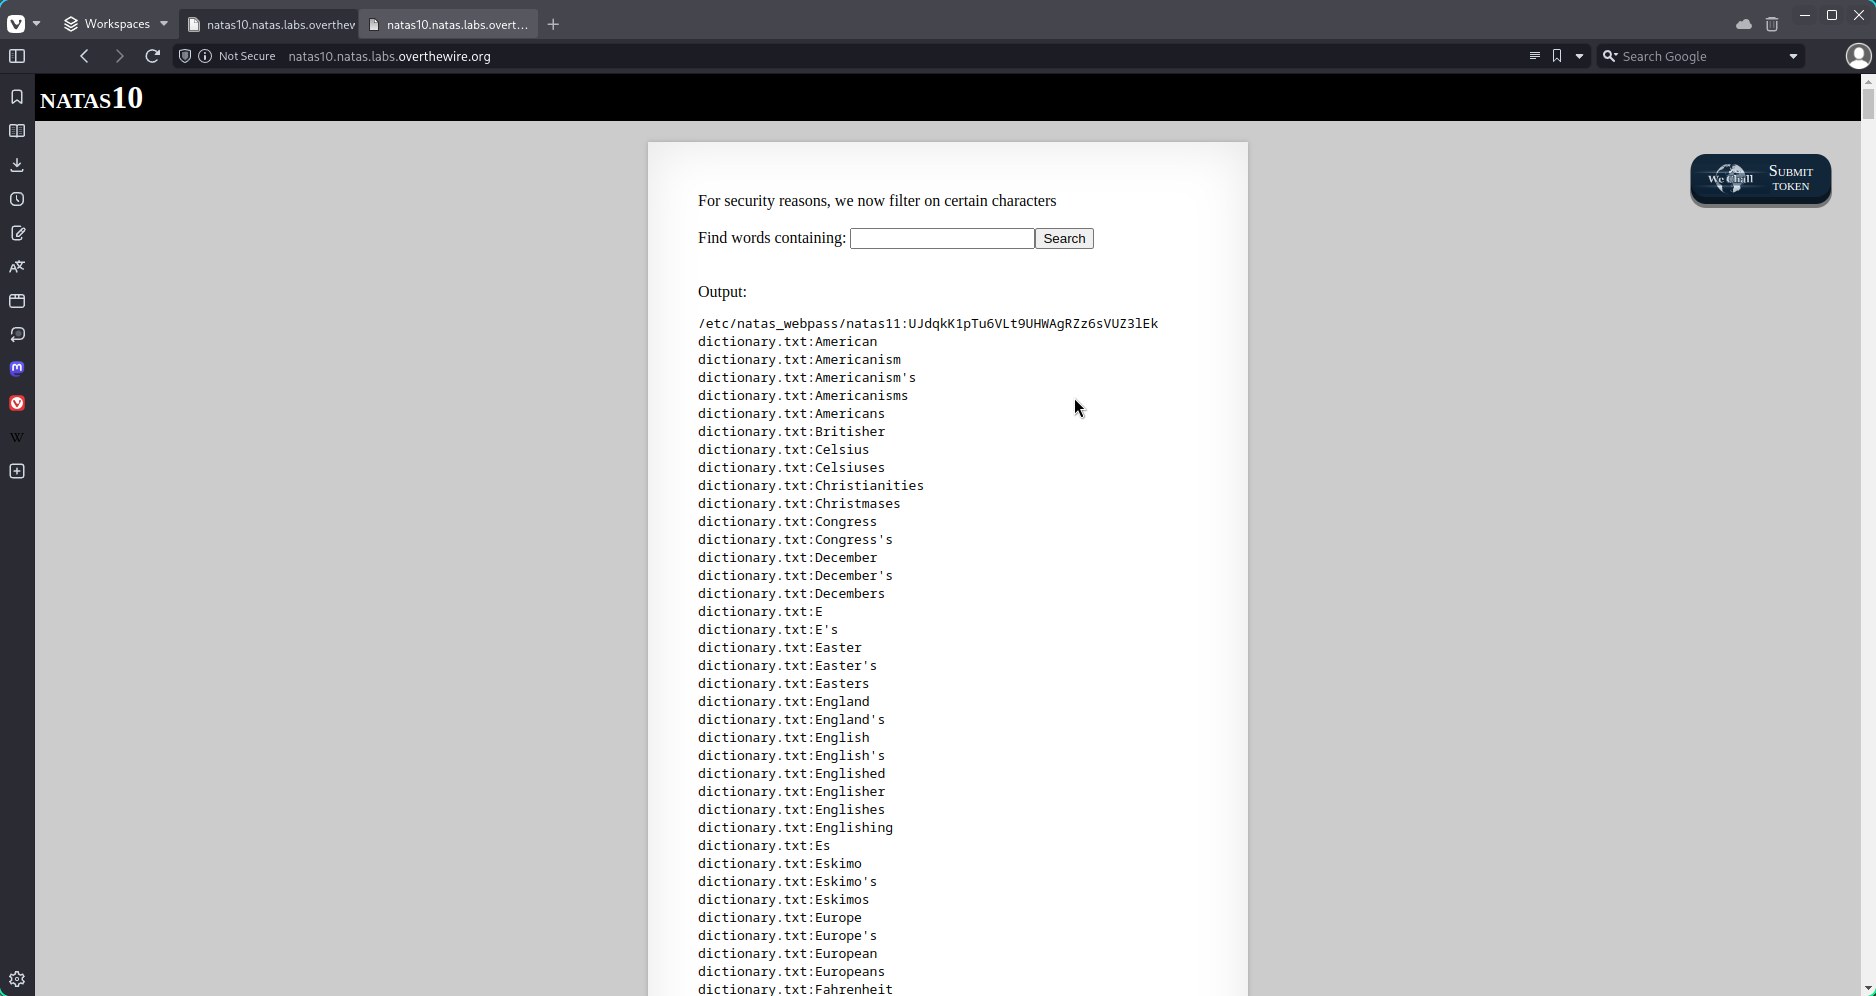 Workspaces
natas10.natas.labs.overthew
natas10.natas.labs.overt...
Not Secure
natas10.natas.labs.overthewire.org
Search Google
NATAS10
We Chall
SUBMIT
TOKEN
For security reasons, we now filter on certain characters
Find words containing:
Search
Output:
/etc/natas_webpass/natas11:UJdqkK1pTu6VLt9UHWAgRZz6sVUZ3lEk
dictionary.txt:American
dictionary.txt:Americanism
dictionary.txt:Americanism's
dictionary.txt:Americanisms
dictionary.txt:Americans
dictionary.txt:Britisher
dictionary.txt:Celsius
dictionary.txt:Celsiuses
dictionary.txt:Christianities
dictionary.txt:Christmases
dictionary.txt:Congress
dictionary.txt:Congress's
dictionary.txt:December
dictionary.txt:December's
dictionary.txt:Decembers
dictionary.txt:E
dictionary.txt:E's
dictionary.txt:Easter
dictionary.txt:Easter's
dictionary.txt:Easters
dictionary.txt:England
dictionary.txt:England's
dictionary.txt:English
dictionary.txt:English's
dictionary.txt:Englished
dictionary.txt:Englisher
dictionary.txt:Englishes
dictionary.txt:Englishing
dictionary.txt:Es
dictionary.txt:Eskimo
dictionary.txt:Eskimo's
dictionary.txt:Eskimos
dictionary.txt:Europe
dictionary.txt:Europe's
dictionary.txt:European
dictionary.txt:Europeans
dictionary.txt:Fahrenheit